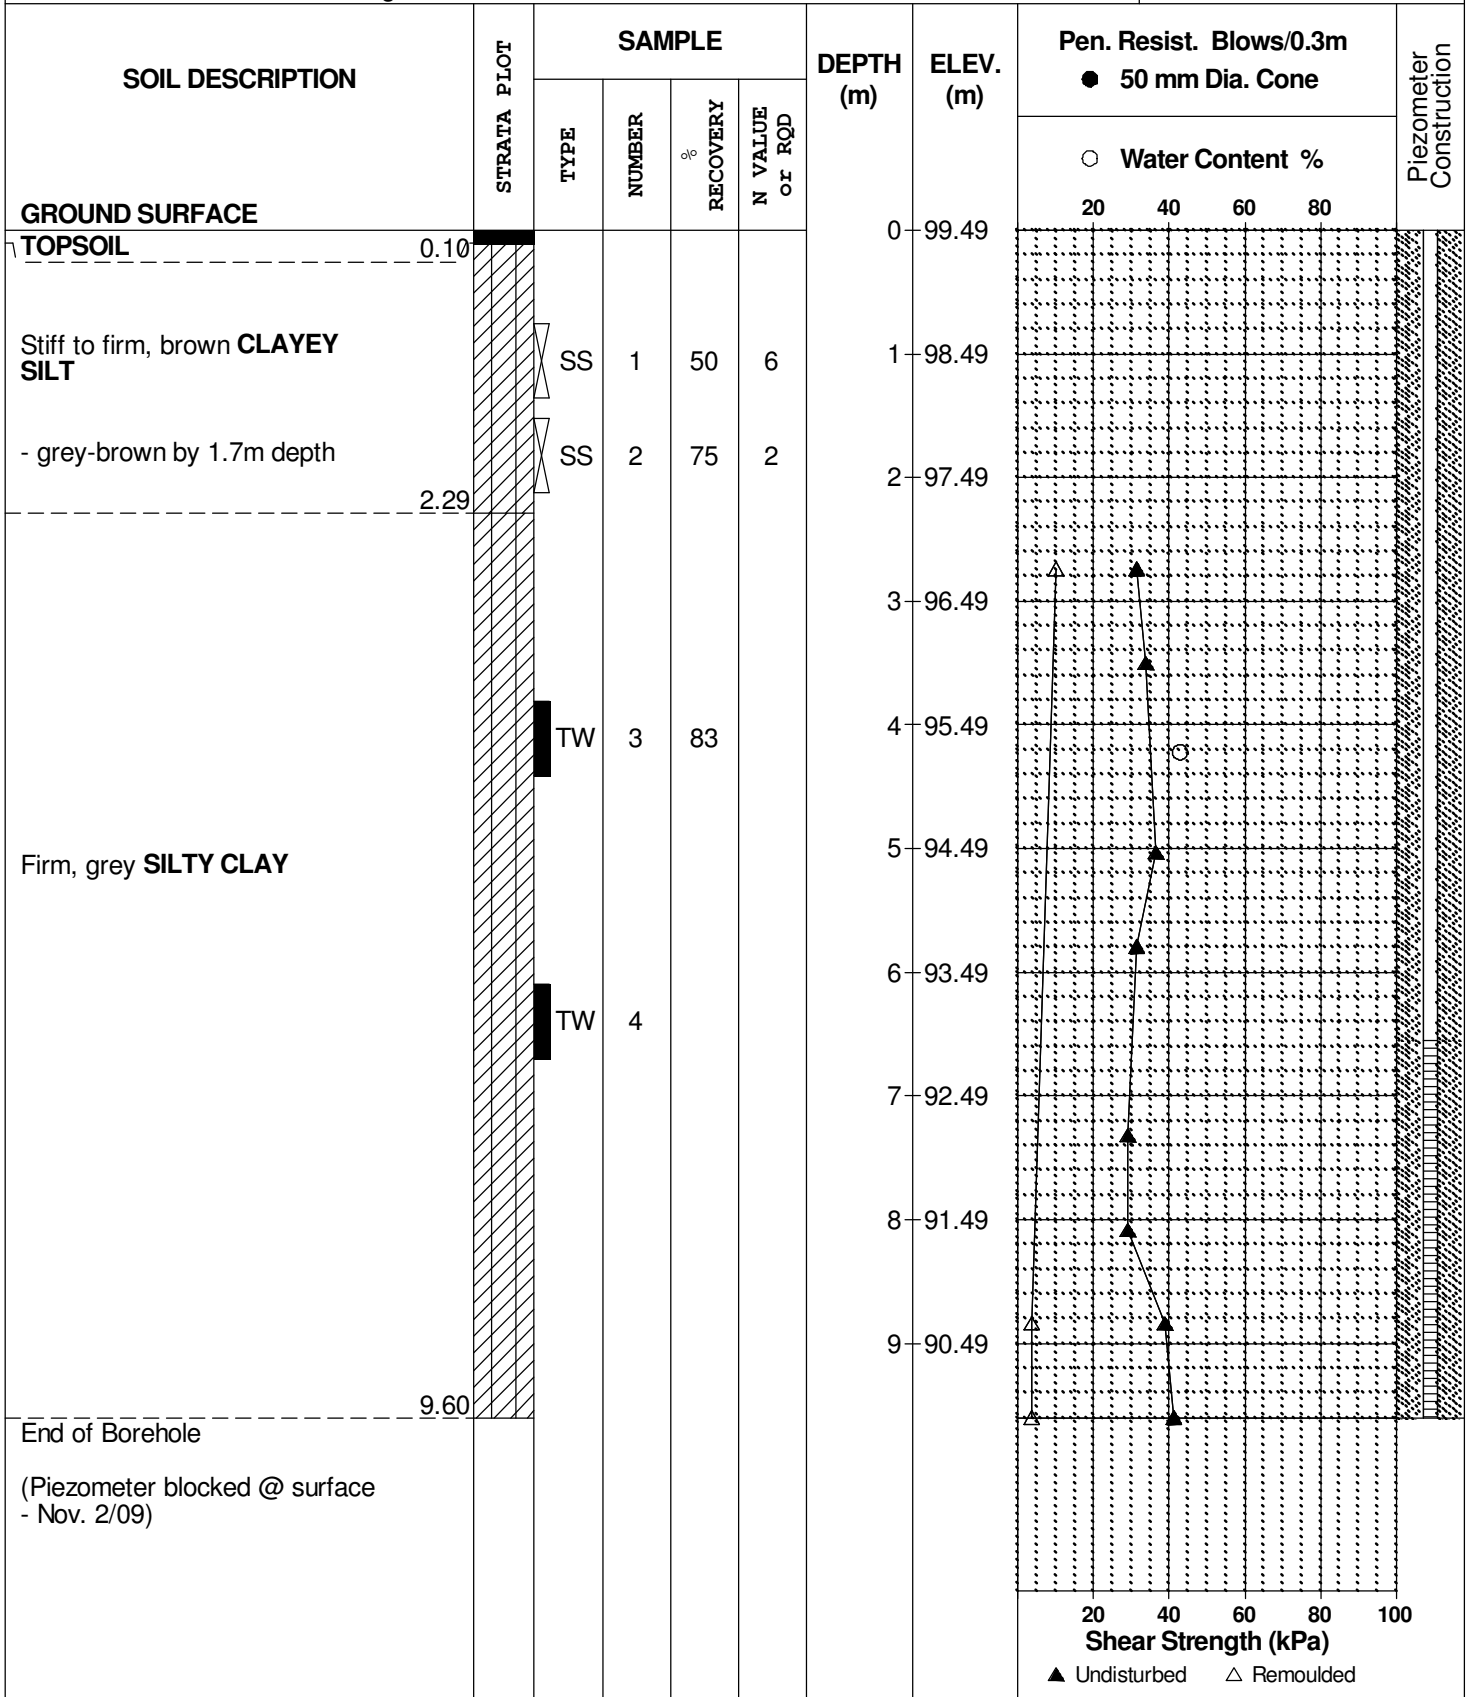 SOIL DESCRIPTION
GROUND SURFACE
STRATA PLOT
SAMPLE
TYPE
NUMBER
% RECOVERY
N VALUE or RQD
DEPTH (m)
ELEV. (m)
Pen. Resist. Blows/0.3m
● 50 mm Dia. Cone
○ Water Content %
20 40 60 80
Piezometer Construction
TOPSOIL 0.10
0 99.49
Stiff to firm, brown CLAYEY
SILT
SS 1 50 6
1 98.49
- grey-brown by 1.7m depth
SS 2 75 2
2 97.49
2.29
3 96.49
TW 3 83
4 95.49
Firm, grey SILTY CLAY
5 94.49
6 93.49
TW 4
7 92.49
8 91.49
9 90.49
9.60
End of Borehole
(Piezometer blocked @ surface
- Nov. 2/09)
20 40 60 80 100
Shear Strength (kPa)
▲ Undisturbed △ Remoulded